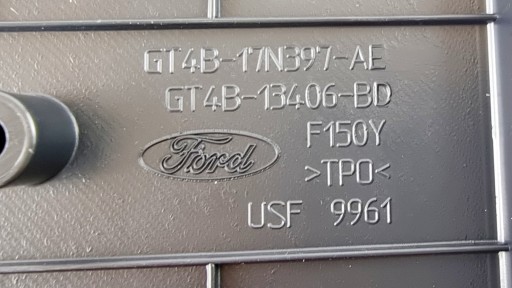 GT4B-17N397-AE
GT4B-13406-BD
Ford
F150Y
>TPO<
USF 9961